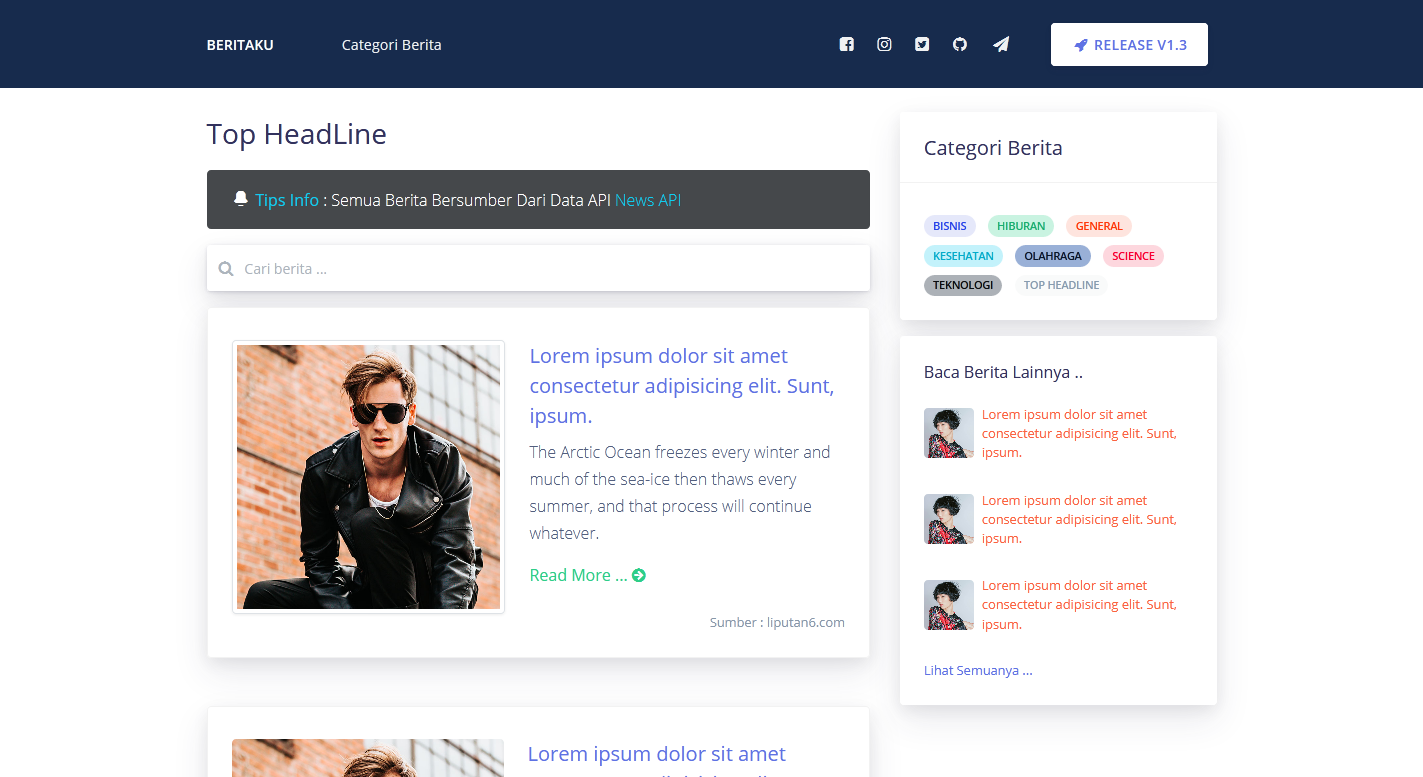 BERITAKU
Categori Berita
RELEASE V1.3
Top HeadLine
Tips Info : Semua Berita Bersumber Dari Data API News API
Cari berita ...
Lorem ipsum dolor sit amet
consectetur adipisicing elit. Sunt,
ipsum.
The Arctic Ocean freezes every winter and
much of the sea-ice then thaws every
summer, and that process will continue
whatever.
Read More ...
Sumber : liputan6.com
Lorem ipsum dolor sit amet
Categori Berita
BISNIS HIBURAN GENERAL
KESEHATAN OLAHRAGA SCIENCE
TEKNOLOGI TOP HEADLINE
Baca Berita Lainnya ..
Lorem ipsum dolor sit amet
consectetur adipisicing elit. Sunt,
ipsum.
Lorem ipsum dolor sit amet
consectetur adipisicing elit. Sunt,
ipsum.
Lorem ipsum dolor sit amet
consectetur adipisicing elit. Sunt,
ipsum.
Lihat Semuanya ...